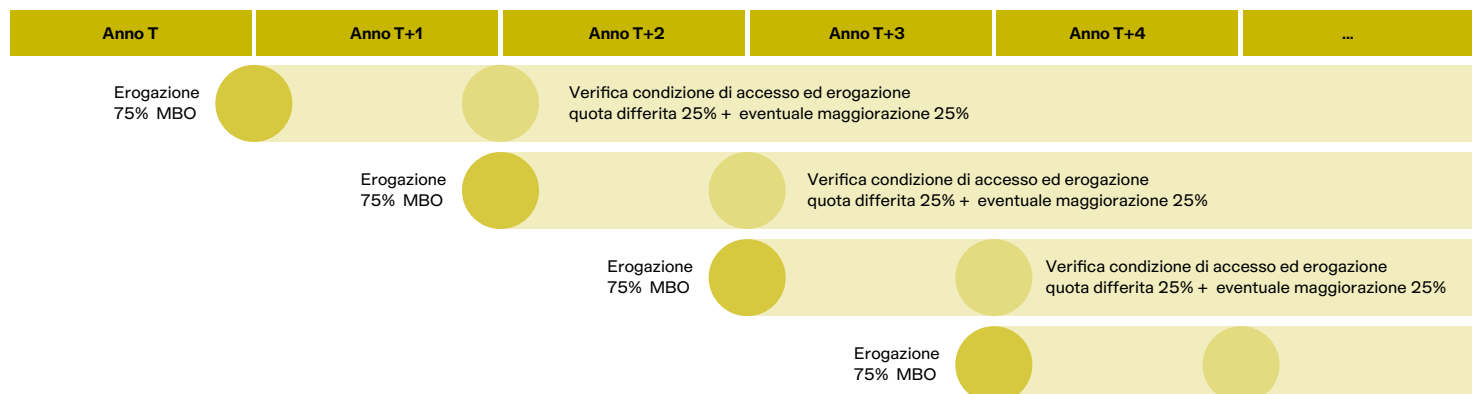 Anno T
Anno T+1
Anno T+2
Anno T+3
Anno T+4
...
Erogazione
75% MBO
Verifica condizione di accesso ed erogazione
quota differita 25% + eventuale maggiorazione 25%
Erogazione
75% MBO
Verifica condizione di accesso ed erogazione
quota differita 25% + eventuale maggiorazione 25%
Erogazione
75% MBO
Verifica condizione di accesso ed erogazione
quota differita 25% + eventuale maggiorazione 25%
Erogazione
75% MBO